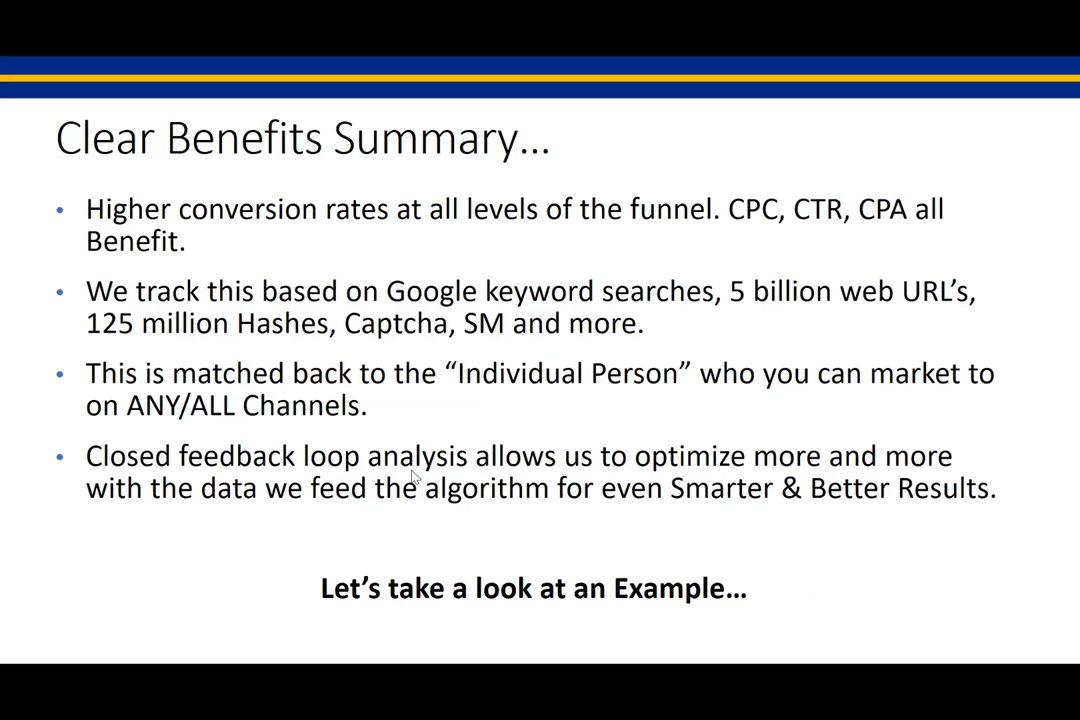 Clear Benefits Summary...
• Higher conversion rates at all levels of the funnel. CPC, CTR, CPA all
Benefit.
• We track this based on Google keyword searches, 5 billion web URL’s,
125 million Hashes, Captcha, SM and more.
• This is matched back to the “Individual Person” who you can market to
on ANY/ALL Channels.
• Closed feedback loop analysis allows us to optimize more and more
with the data we feed the algorithm for even Smarter & Better Results.
Let’s take a look at an Example...